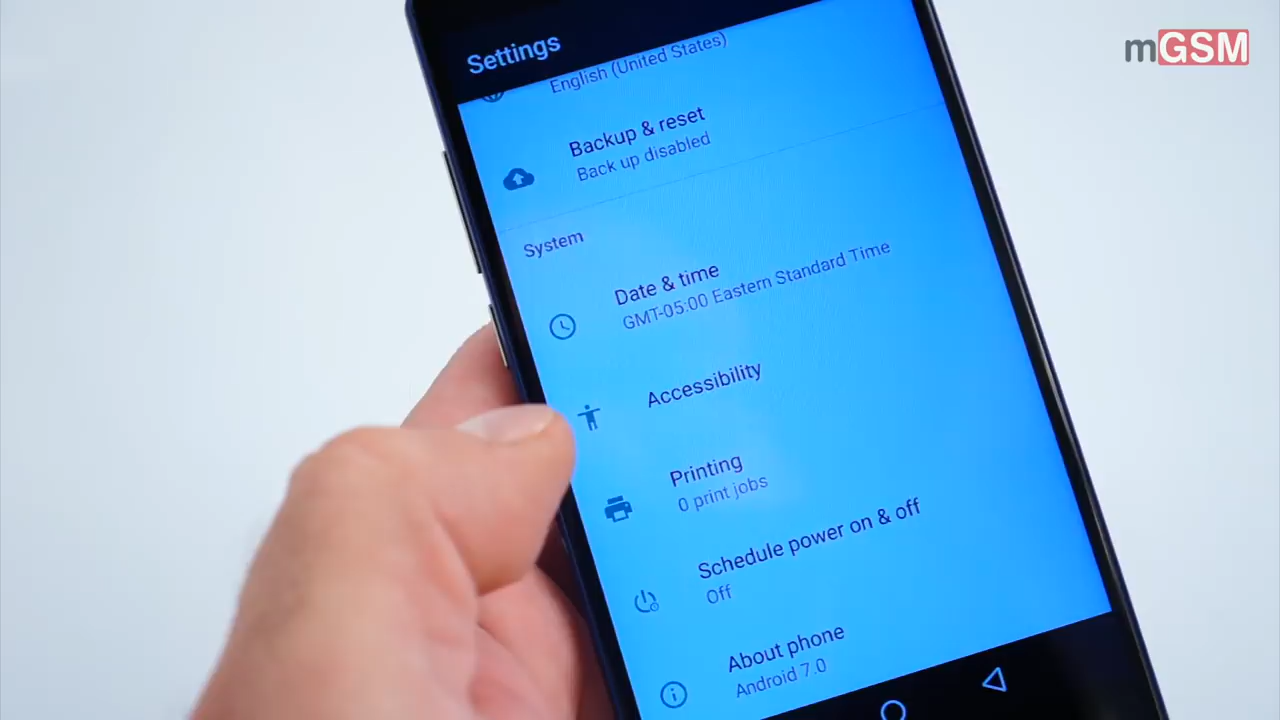 mGSM
Settings
English (United States)
Backup & reset
Back up disabled
System
Date & time
GMT-05:00 Eastern Standard Time
Accessibility
Printing
0 print jobs
Schedule power on & off
Off
About phone
Android 7.0